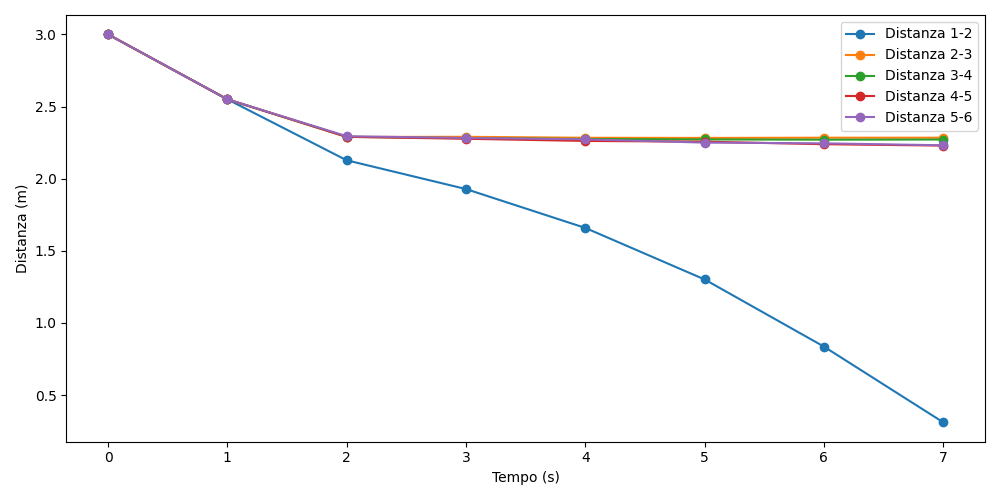 Distanza 1-2
Distanza 2-3
Distanza 3-4
Distanza 4-5
Distanza 5-6
3.0
2.5
2.0
1.5
1.0
0.5
Distanza (m)
0 1 2 3 4 5 6 7
Tempo (s)